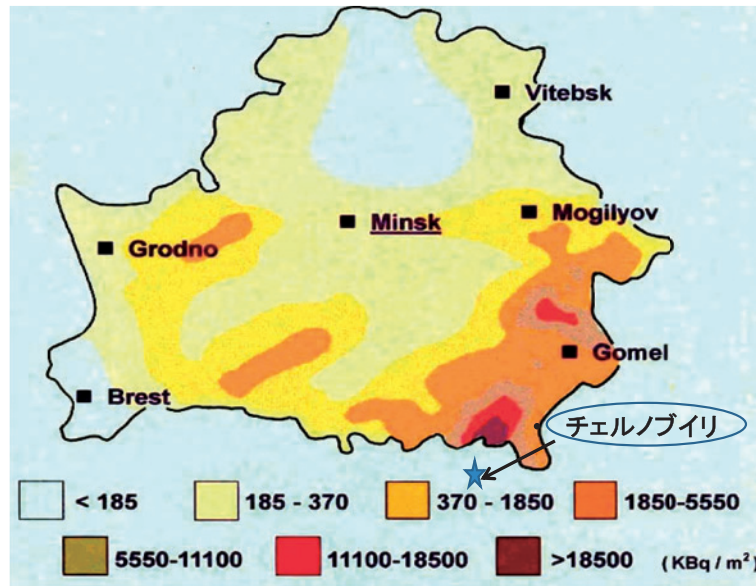 Vitebsk
Mogilyov
Minsk
Grodno
Gomel
Brest
チェルノブイリ
< 185
185 - 370
370 - 1850
1850-5550
5550-11100
11100-18500
>18500
(KBq / m²)